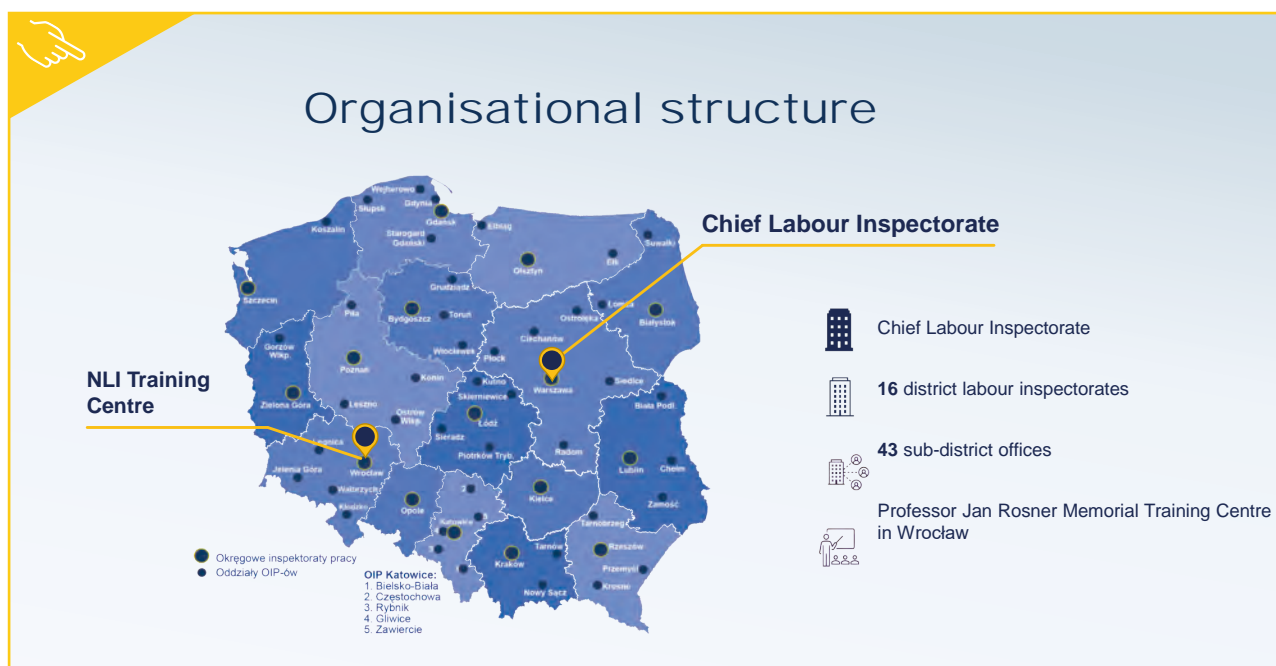 Organisational structure
Wejherowo
Gdynia
Słupsk
Gdańsk
Koszalin
Starogard
Gdański
Elbląg
Suwałki
Olsztyn
Ełk
Szczecin
Grudziądz
Piła
Bydgoszcz
Toruń
Łomża
Ostrołęka
Białystok
Ciechanów
Gorzów
Wlkp.
Włocławek
Płock
Poznań
Konin
Kutno
Warszawa
Siedlce
Zielona Góra
Leszno
Skierniewice
Biała Podl.
Ostrów
Wlkp.
Łódź
Sieradz
Legnica
Piotrków Tryb.
Radom
Wrocław
Lublin
Chełm
Jelenia Góra
Wałbrzych
Kłodzko
Opole
Kielce
Zamość
2
Katowice
5
4
3
1
Tarnobrzeg
Tarnów
Rzeszów
Kraków
Przemyśl
Nowy Sącz
Krosno
Chief Labour Inspectorate
NLI Training
Centre
Okręgowe inspektoraty pracy
Oddziały OIP-ów
OIP Katowice:
1. Bielsko-Biała
2. Częstochowa
3. Rybnik
4. Gliwice
5. Zawiercie
Chief Labour Inspectorate
16 district labour inspectorates
43 sub-district offices
Professor Jan Rosner Memorial Training Centre
in Wrocław